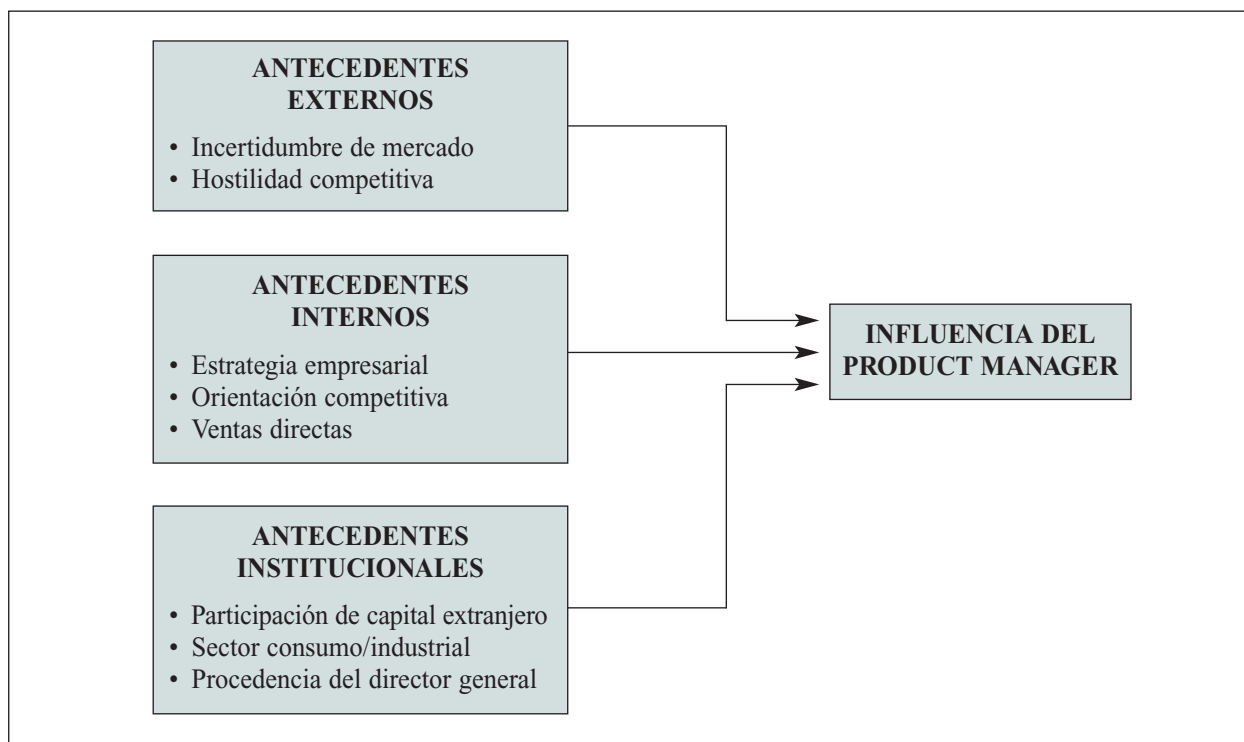 ANTECEDENTES
EXTERNOS
• Incertidumbre de mercado
• Hostilidad competitiva
ANTECEDENTES
INTERNOS
• Estrategia empresarial
• Orientación competitiva
• Ventas directas
ANTECEDENTES
INSTITUCIONALES
• Participación de capital extranjero
• Sector consumo/industrial
• Procedencia del director general
INFLUENCIA DEL
PRODUCT MANAGER